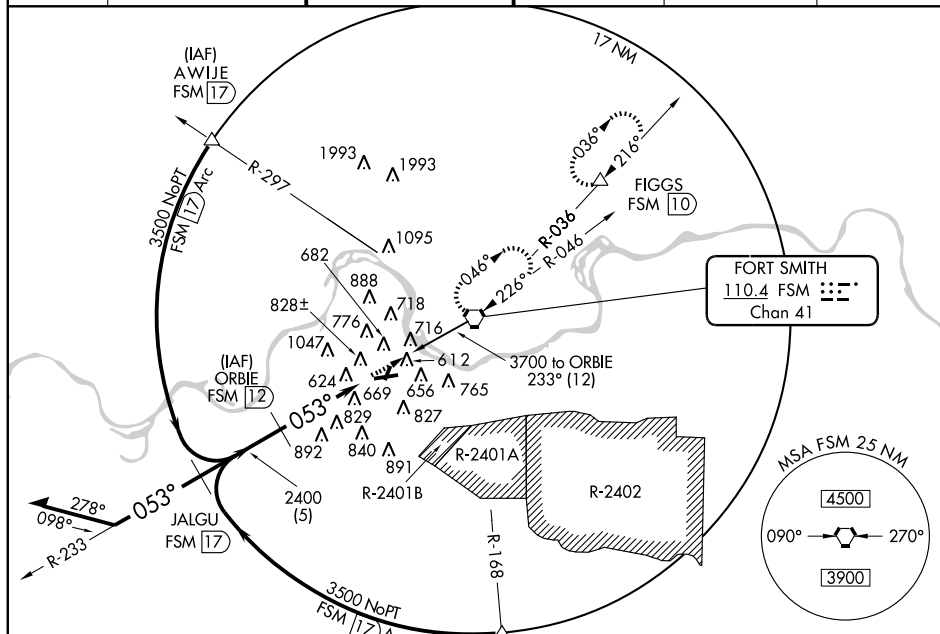 17 NM
(IAF)
AWIJE
FSM 17
3500 NoPT
FSM 17 Arc
R-297
1993
1993
036°
216°
FIGGS
FSM 10
R-036
R-046
046°
226°
1095
682
888
718
828±
776
716
1047
612
FORT SMITH
110.4 FSM
Chan 41
3700 to ORBIE
233° (12)
(IAF)
ORBIE
FSM 12
624
669
656
765
053°
829
827
892
840
891
R-2401A
R-2401B
R-2402
2400
(5)
053°
278°
098°
R-233
JALGU
FSM 17
R-168
3500 NoPT
FSM 17
MSA FSM 25 NM
4500
090°
270°
3900